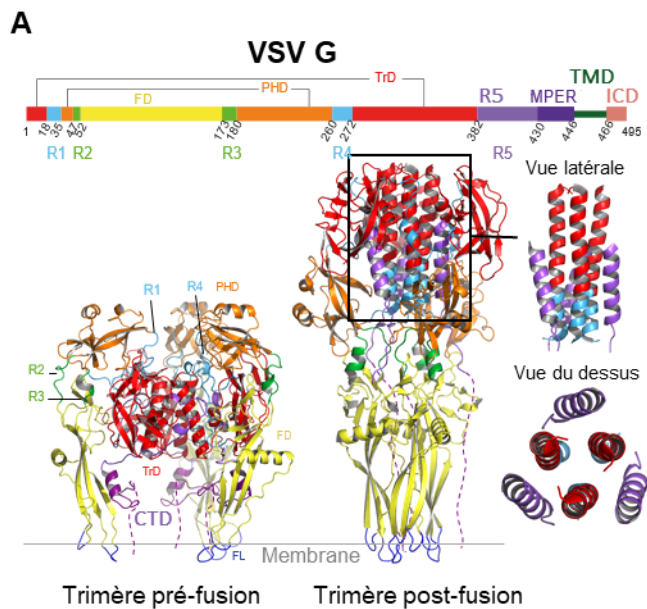 A
VSV G
TrD
PHD
FD
R5 MPER TMD ICD
1 18 35 47 52 173 180 260 272 382 430 446 466 495
R1 R2 R3 R4 R5
Vue latérale
R1 R4 PHD
R2
R3
Vue du dessus
FD
TrD
CTD
FL Membrane
Trimère pré-fusion Trimère post-fusion